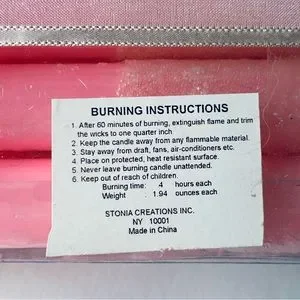 BURNING INSTRUCTIONS
1. After 60 minutes of burning, extinguish flame and trim
the wicks to one quarter inch
2. Keep the candle away from any flammable material.
3. Stay away from draft, fans, air-conditioners etc.
4. Place on protected, heat resistant surface.
5. Never leave burning candle unattended.
6. Keep out of reach of children.
Burning time: 4 hours each
Weight : 1.94 ounces each
STONIA CREATIONS INC.
NY 10001
Made in China